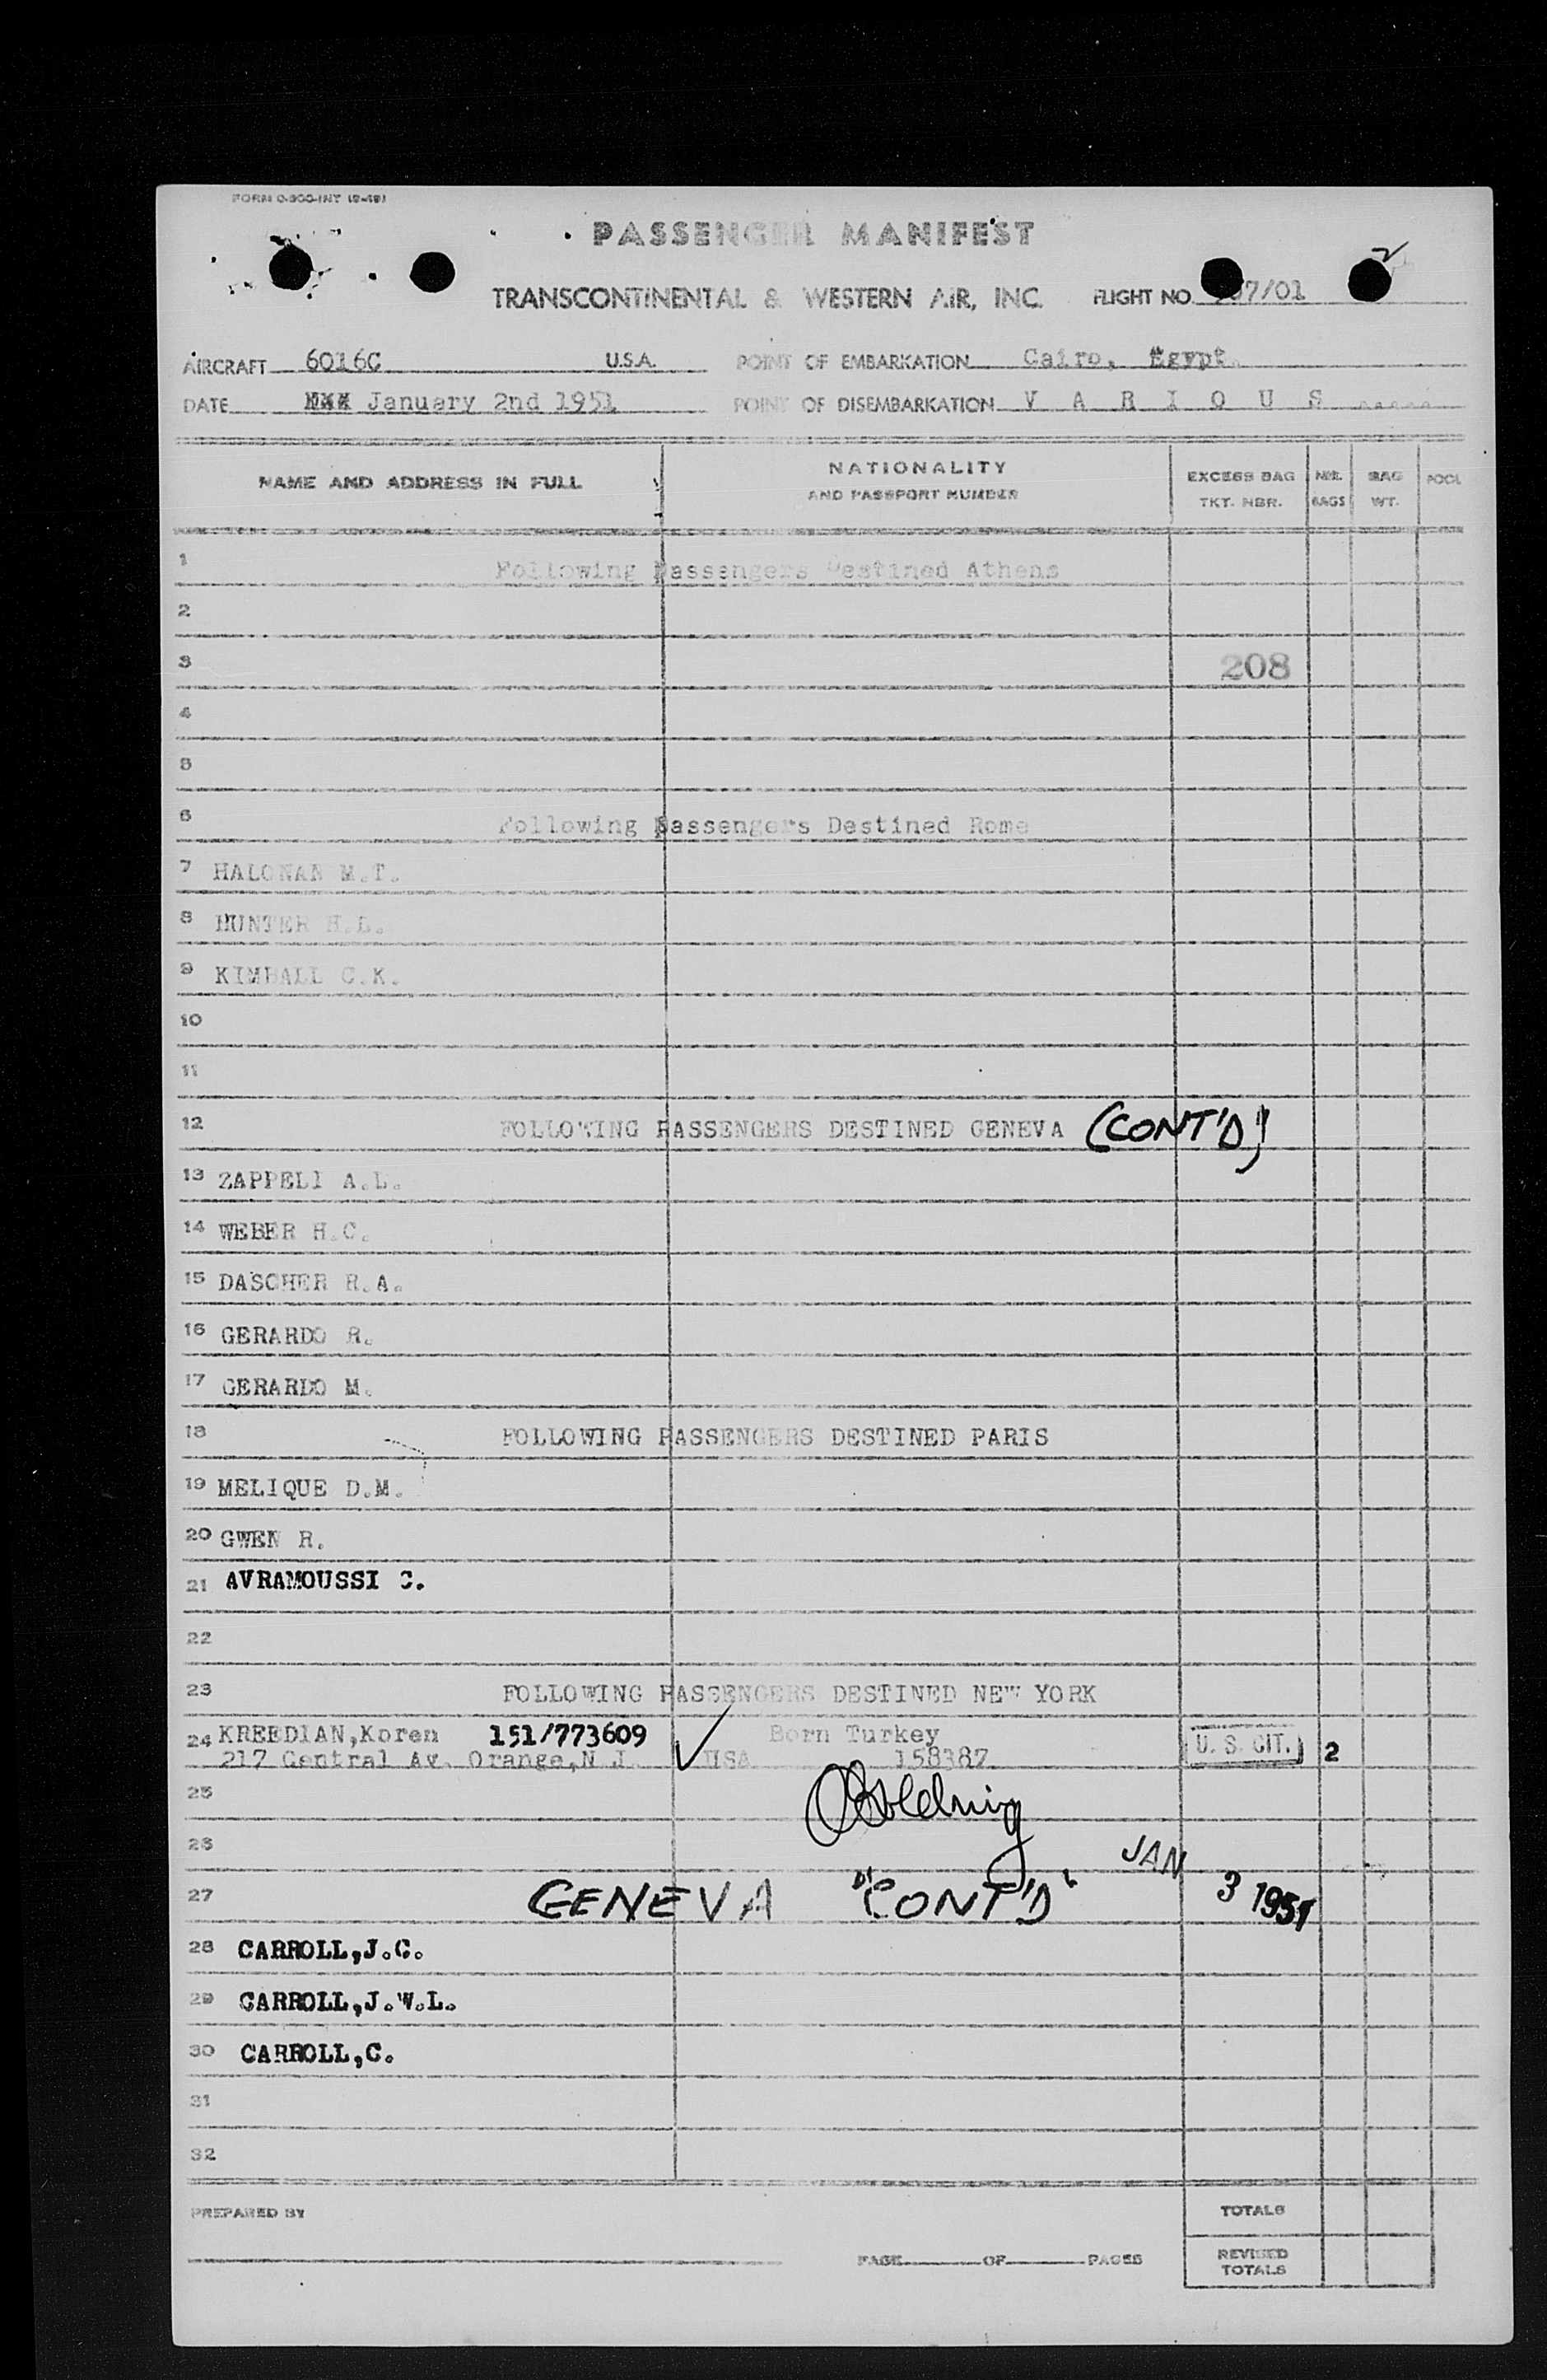 PASSENGER MANIFEST
TRANSCONTINENTAL & WESTERN AIR, INC. FLIGHT NO. 7/01
AIRCRAFT 6016C U.S.A. POINT OF EMBARKATION Cairo, Egypt.
DATE January 2nd 1951 POINT OF DISEMBARKATION V A R I O U S .....
NAME AND ADDRESS IN FULL NATIONALITY AND PASSPORT NUMBER EXCESS BAG TKT. NBR. NBR. BAGS BAG WT. POOL
1 Following Passengers Destined Athens
2
3 208
4
5
6 Following Passengers Destined Rome
7 HALONAN M.T.
8 HUNTER H.L.
9 KIMBALL C.K.
10
11
12 FOLLOWING PASSENGERS DESTINED GENEVA (CONT'D)
13 ZAPPELI A.L.
14 WEBER H.C.
15 DASCHER R.A.
16 GERARDO R.
17 GERARDO M.
18 FOLLOWING PASSENGERS DESTINED PARIS
19 MELIQUE D.M.
20 GWEN R.
21 AVRAMOUSSI C.
22
23 FOLLOWING PASSENGERS DESTINED NEW YORK
24 KREEDIAN,Koren 151/773609 Born Turkey
217 Central Av. Orange,N J. USA 158387 U. S. CIT. 2
25
26 JAN 3 1951
27 GENEVA "CONT'D"
28 CARROLL,J.C.
29 CARROLL,J.W.L.
30 CARROLL,C.
31
32
PREPARED BY TOTALS
PAGE OF PAGES REVISED TOTALS